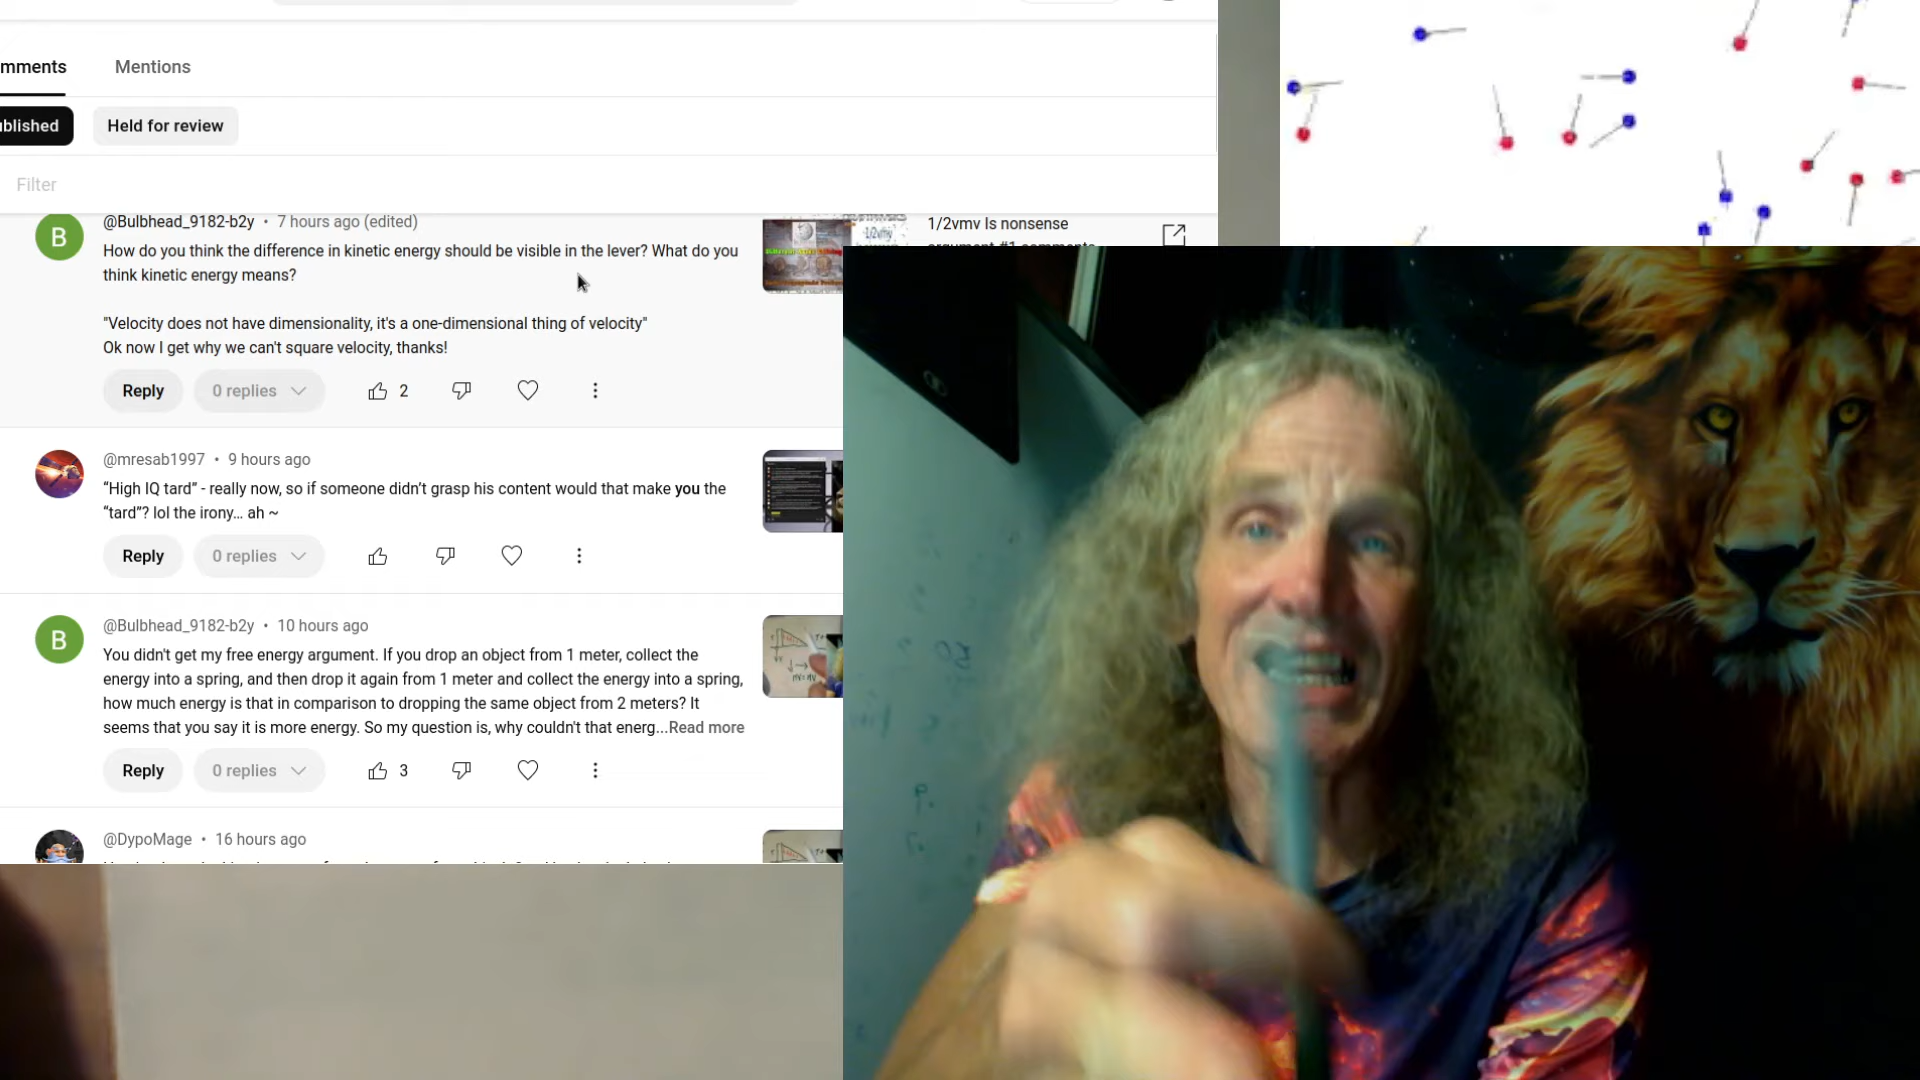 mments
Mentions
ublished
Held for review
Filter
@Bulbhead_9182-b2y • 7 hours ago (edited)
How do you think the difference in kinetic energy should be visible in the lever? What do you
think kinetic energy means?
"Velocity does not have dimensionality, it's a one-dimensional thing of velocity"
Ok now I get why we can't square velocity, thanks!
Reply
0 replies
2
1/2vmv Is nonsense
argument #1 comments
B
@mresab1997 • 9 hours ago
“High IQ tard” - really now, so if someone didn’t grasp his content would that make you the
“tard”? lol the irony… ah ~
Reply
0 replies
B
@Bulbhead_9182-b2y • 10 hours ago
You didn't get my free energy argument. If you drop an object from 1 meter, collect the
energy into a spring, and then drop it again from 1 meter and collect the energy into a spring,
how much energy is that in comparison to dropping the same object from 2 meters? It
seems that you say it is more energy. So my question is, why couldn't that energ...Read more
Reply
0 replies
3
@DypoMage • 16 hours ago